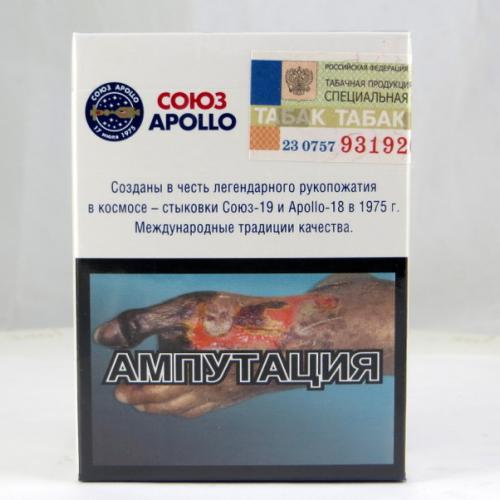 СОЮЗ APOLLO
17 ИЮЛЯ 1975
СОЮЗ
APOLLO
РОССИЙСКАЯ ФЕДЕРАЦИЯ
ТАБАЧНАЯ ПРОДУКЦИ
СПЕЦИАЛЬНАЯ
ТАБАК ТАБАК
23 0757 93192
Созданы в честь легендарного рукопожатия
в космосе – стыковки Союз-19 и Apollo-18 в 1975 г.
Международные традиции качества.
АМПУТАЦИЯ